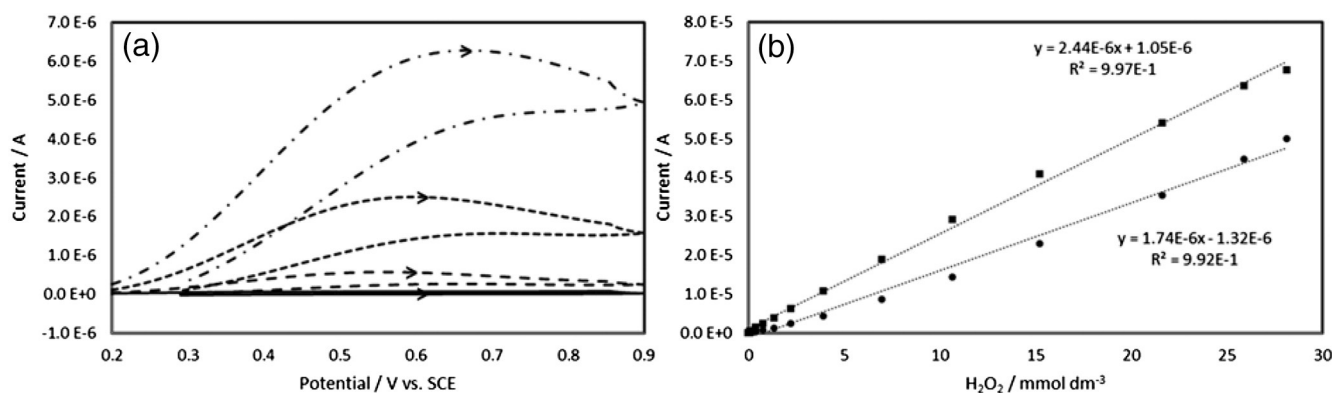 (a)
7.0 E-6
6.0 E-6
5.0 E-6
4.0 E-6
3.0 E-6
2.0 E-6
1.0 E-6
0.0 E+0
-1.0 E-6
Current / A
0.2 0.3 0.4 0.5 0.6 0.7 0.8 0.9
Potential / V vs. SCE
(b)
8.0 E-5
7.0 E-5
6.0 E-5
5.0 E-5
4.0 E-5
3.0 E-5
2.0 E-5
1.0 E-5
0.0 E+0
Current / A
y = 2.44E-6x + 1.05E-6
R² = 9.97E-1
y = 1.74E-6x - 1.32E-6
R² = 9.92E-1
0 5 10 15 20 25 30
H₂O₂ / mmol dm⁻³